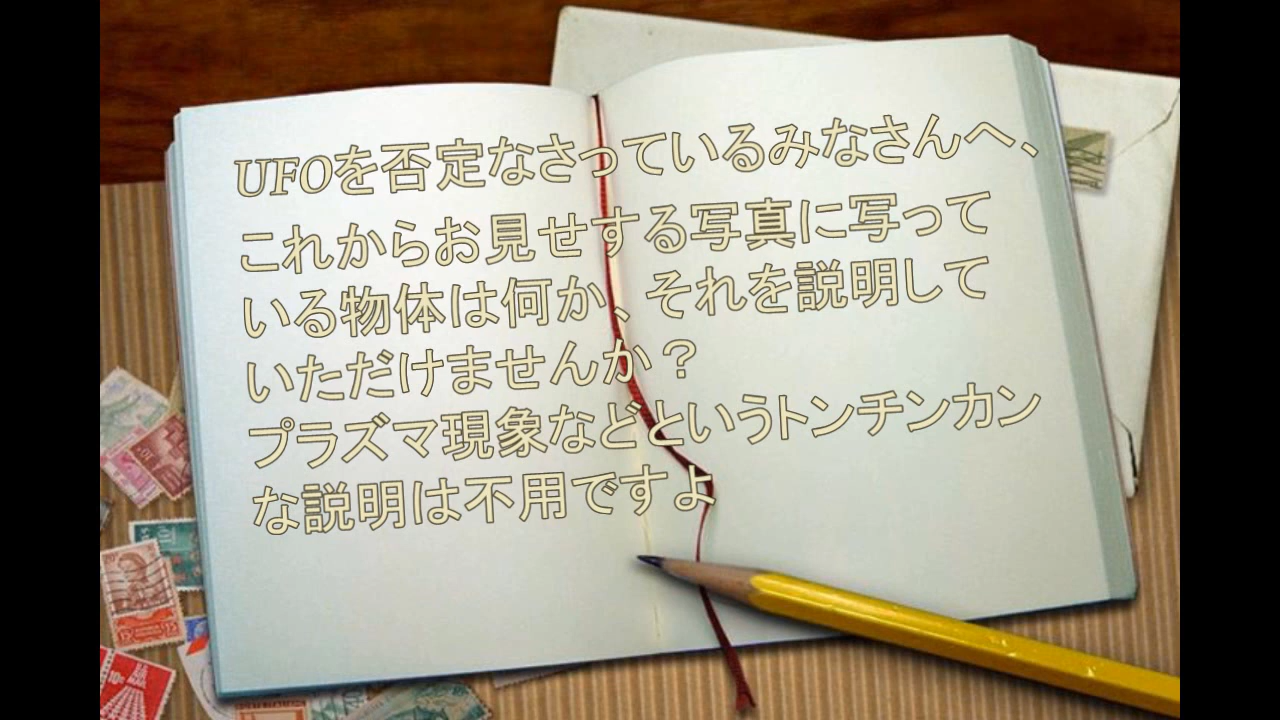 UFOを否定なさっているみなさんへ、
これからお見せする写真に写って
いる物体は何か、それを説明して
いただけませんか？
プラズマ現象などというトンチンカン
な説明は不用ですよ